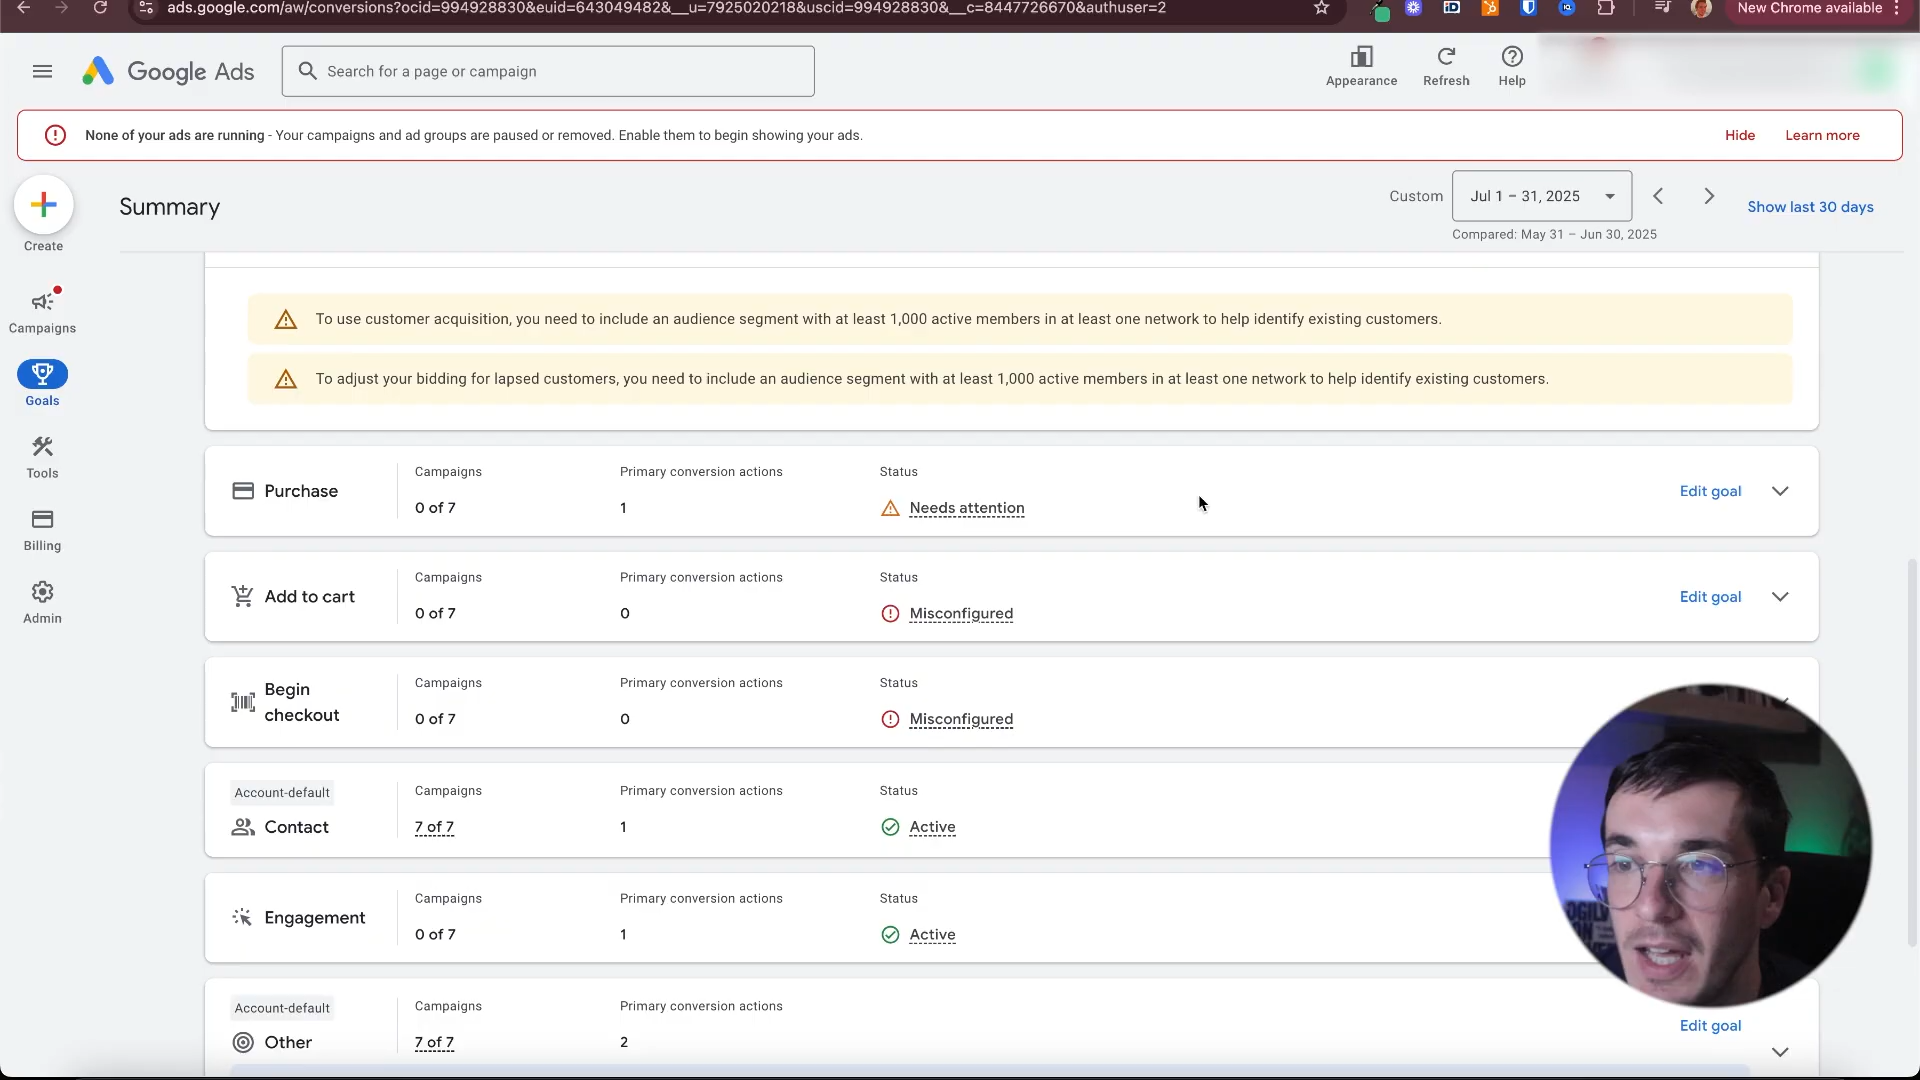 ads.google.com/aw/conversions?ocid=994928830&euid=643049482&__u=7925020218&uscid=994928830&__c=8447726670&authuser=2
New Chrome available
Google Ads
Search for a page or campaign
Appearance
Refresh
Help
None of your ads are running - Your campaigns and ad groups are paused or removed. Enable them to begin showing your ads.
Hide
Learn more
Create
Campaigns
Goals
Tools
Billing
Admin
Summary
Custom
Jul 1 – 31, 2025
Compared: May 31 – Jun 30, 2025
Show last 30 days
To use customer acquisition, you need to include an audience segment with at least 1,000 active members in at least one network to help identify existing customers.
To adjust your bidding for lapsed customers, you need to include an audience segment with at least 1,000 active members in at least one network to help identify existing customers.
Purchase
Campaigns
0 of 7
Primary conversion actions
1
Status
Needs attention
Edit goal
Add to cart
Campaigns
0 of 7
Primary conversion actions
0
Status
Misconfigured
Edit goal
Begin
checkout
Campaigns
0 of 7
Primary conversion actions
0
Status
Misconfigured
Account-default
Contact
Campaigns
7 of 7
Primary conversion actions
1
Status
Active
Engagement
Campaigns
0 of 7
Primary conversion actions
1
Status
Active
Account-default
Other
Campaigns
7 of 7
Primary conversion actions
2
Edit goal